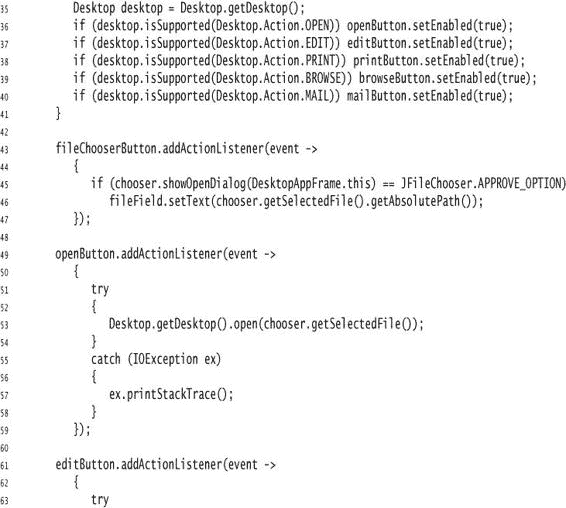 35 Desktop desktop = Desktop.getDesktop();
36 if (desktop.isSupported(Desktop.Action.OPEN)) openButton.setEnabled(true);
37 if (desktop.isSupported(Desktop.Action.EDIT)) editButton.setEnabled(true);
38 if (desktop.isSupported(Desktop.Action.PRINT)) printButton.setEnabled(true);
39 if (desktop.isSupported(Desktop.Action.BROWSE)) browseButton.setEnabled(true);
40 if (desktop.isSupported(Desktop.Action.MAIL)) mailButton.setEnabled(true);
41 }
42
43 fileChooserButton.addActionListener(event ->
44 {
45 if (chooser.showOpenDialog(DesktopAppFrame.this) == JFileChooser.APPROVE_OPTION)
46 fileField.setText(chooser.getSelectedFile().getAbsolutePath());
47 });
48
49 openButton.addActionListener(event ->
50 {
51 try
52 {
53 Desktop.getDesktop().open(chooser.getSelectedFile());
54 }
55 catch (IOException ex)
56 {
57 ex.printStackTrace();
58 }
59 });
60
61 editButton.addActionListener(event ->
62 {
63 try